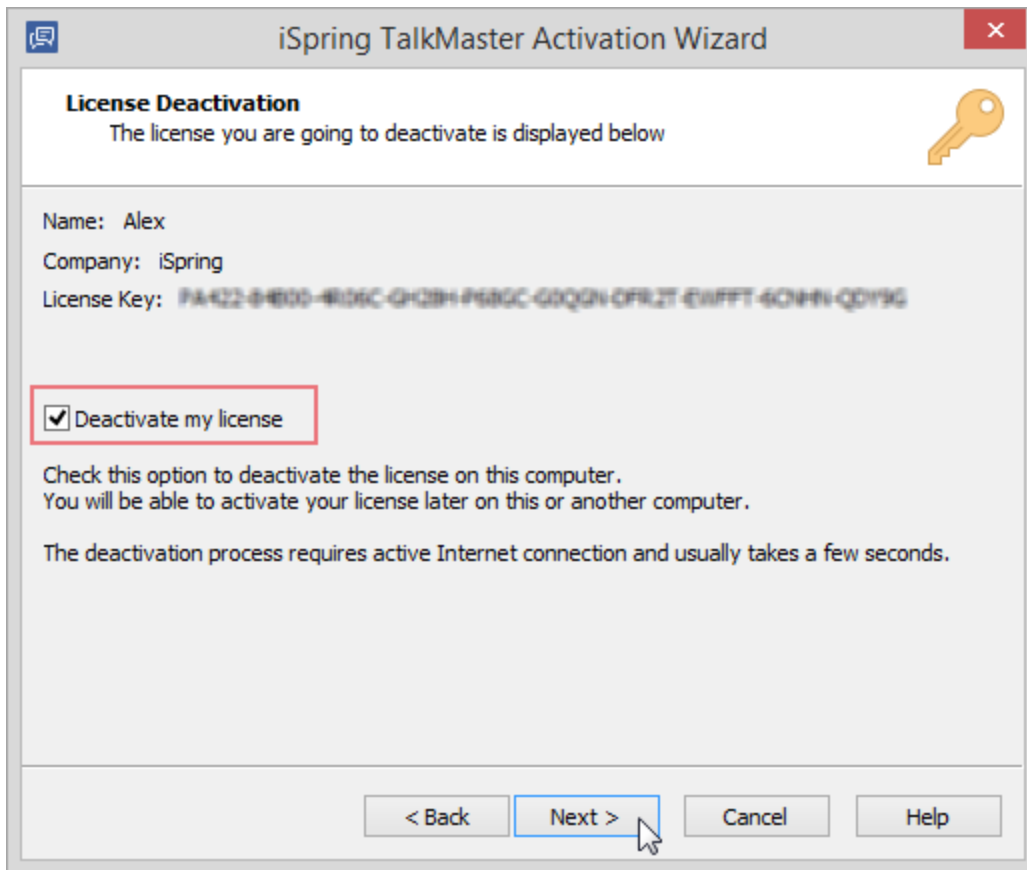 iSpring TalkMaster Activation Wizard
License Deactivation
The license you are going to deactivate is displayed below
Name: Alex
Company: iSpring
License Key:
Deactivate my license
Check this option to deactivate the license on this computer.
You will be able to activate your license later on this or another computer.
The deactivation process requires active Internet connection and usually takes a few seconds.
< Back Next > Cancel Help